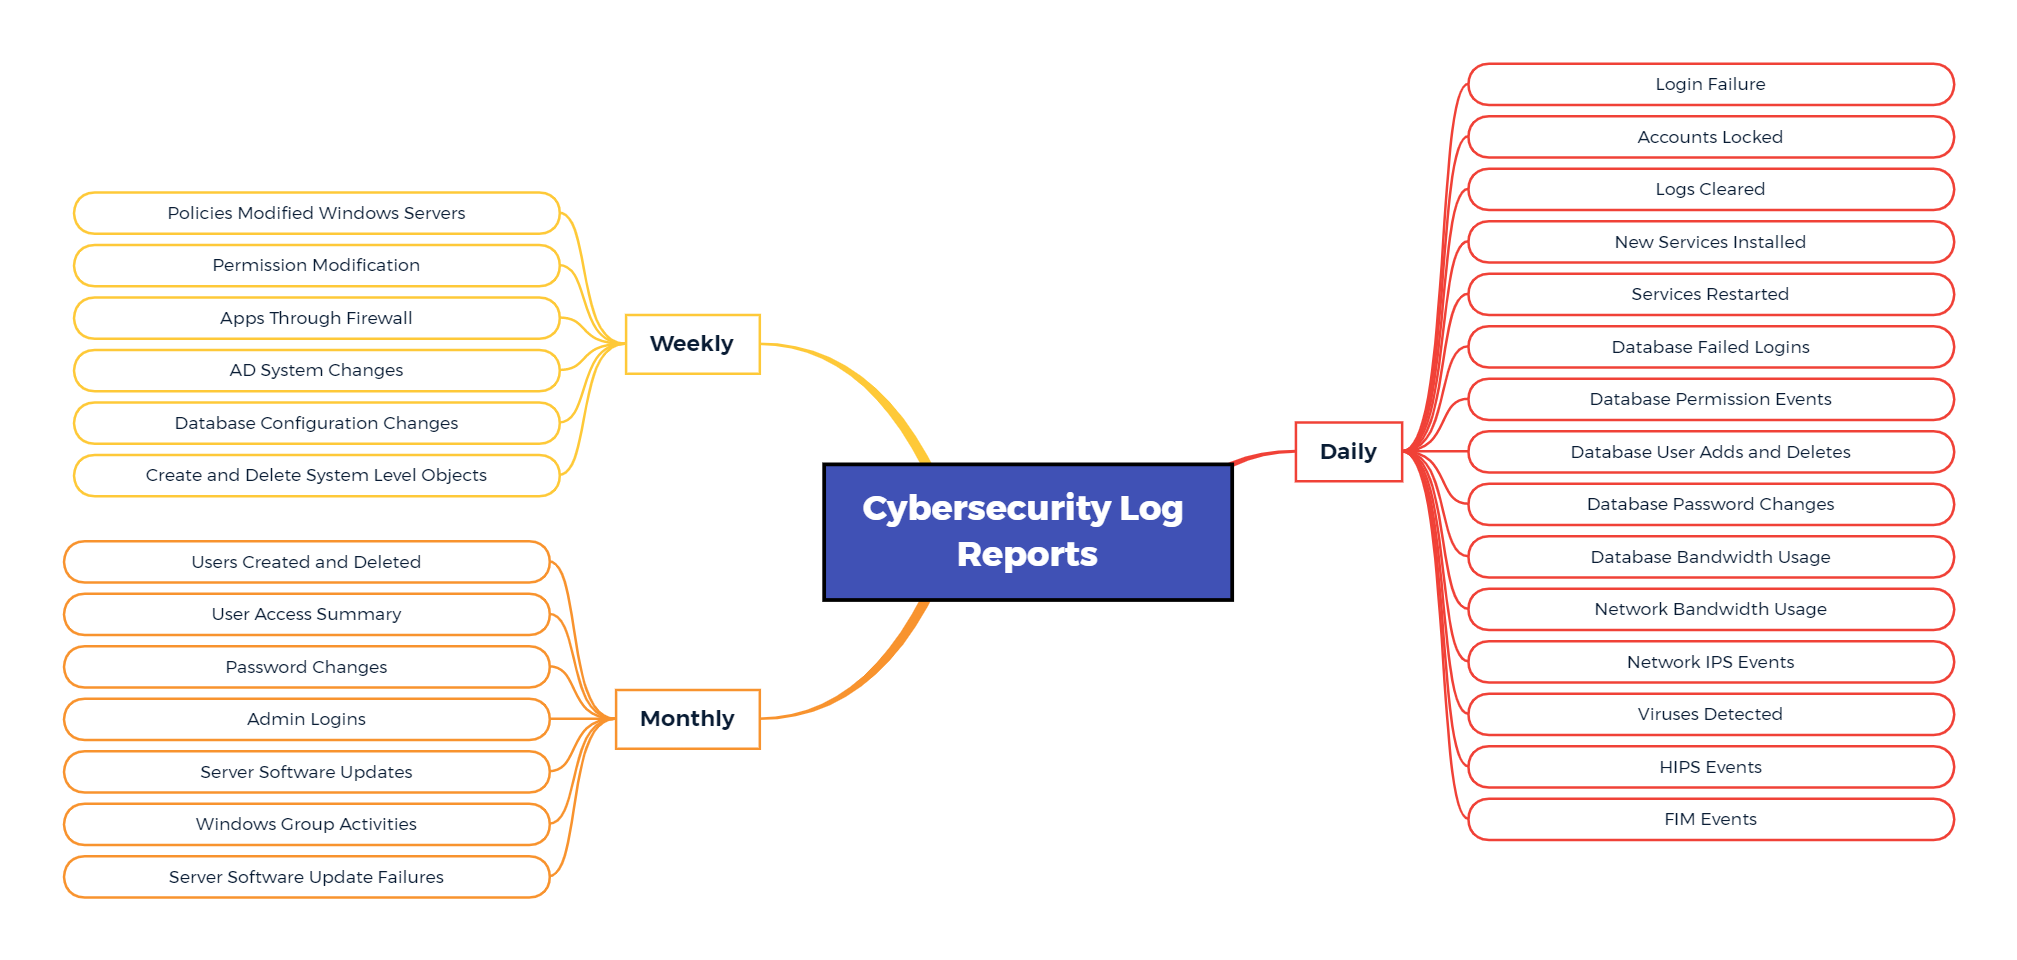 Cybersecurity Log
Reports
Daily
Login Failure
Accounts Locked
Logs Cleared
New Services Installed
Services Restarted
Database Failed Logins
Database Permission Events
Database User Adds and Deletes
Database Password Changes
Database Bandwidth Usage
Network Bandwidth Usage
Network IPS Events
Viruses Detected
HIPS Events
FIM Events
Weekly
Policies Modified Windows Servers
Permission Modification
Apps Through Firewall
AD System Changes
Database Configuration Changes
Create and Delete System Level Objects
Monthly
Users Created and Deleted
User Access Summary
Password Changes
Admin Logins
Server Software Updates
Windows Group Activities
Server Software Update Failures